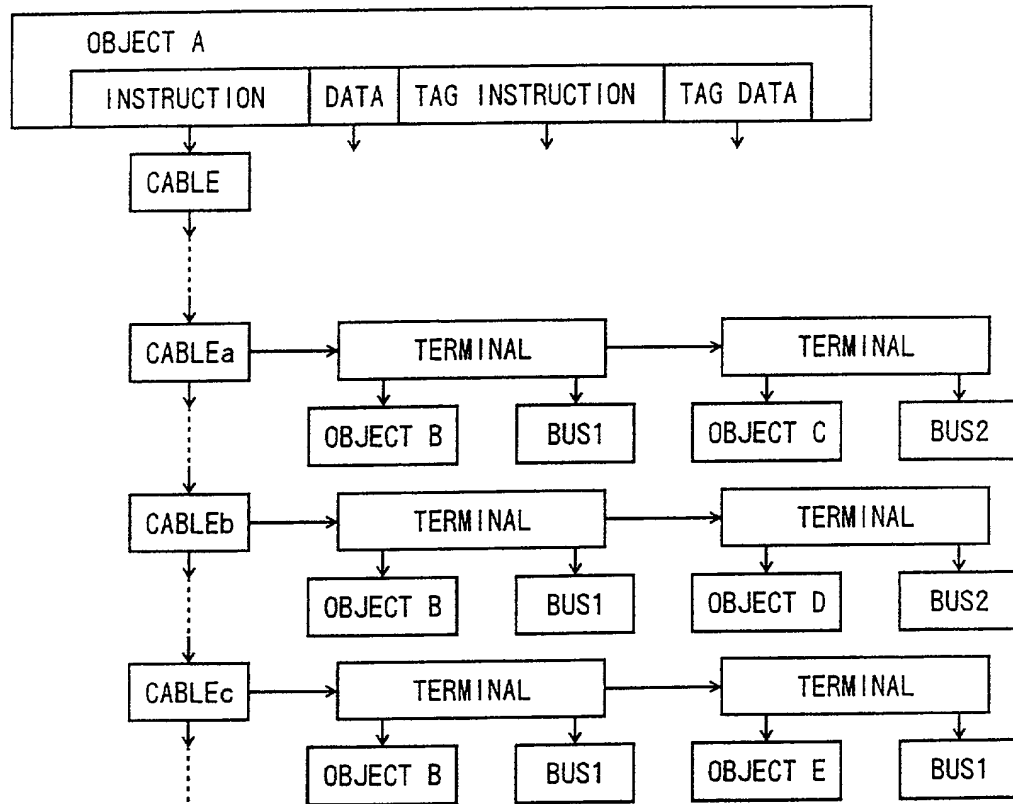 OBJECT A
INSTRUCTION DATA TAG INSTRUCTION TAG DATA
CABLE
CABLEa TERMINAL TERMINAL
OBJECT B BUS1 OBJECT C BUS2
CABLEb TERMINAL TERMINAL
OBJECT B BUS1 OBJECT D BUS2
CABLEc TERMINAL TERMINAL
OBJECT B BUS1 OBJECT E BUS1